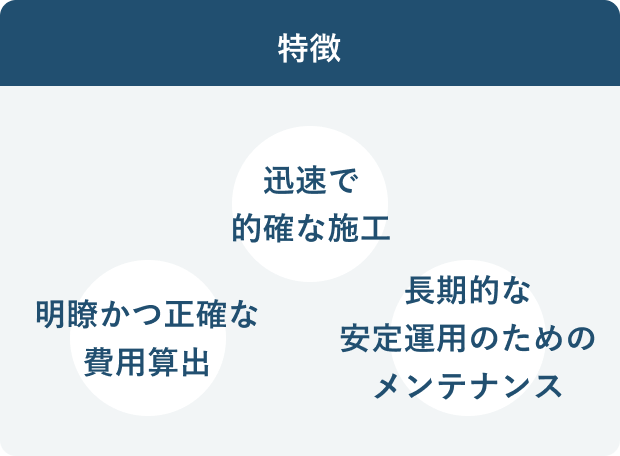 特徴
迅速で
的確な施工
明瞭かつ正確な
費用算出
長期的な
安定運用のための
メンテナンス